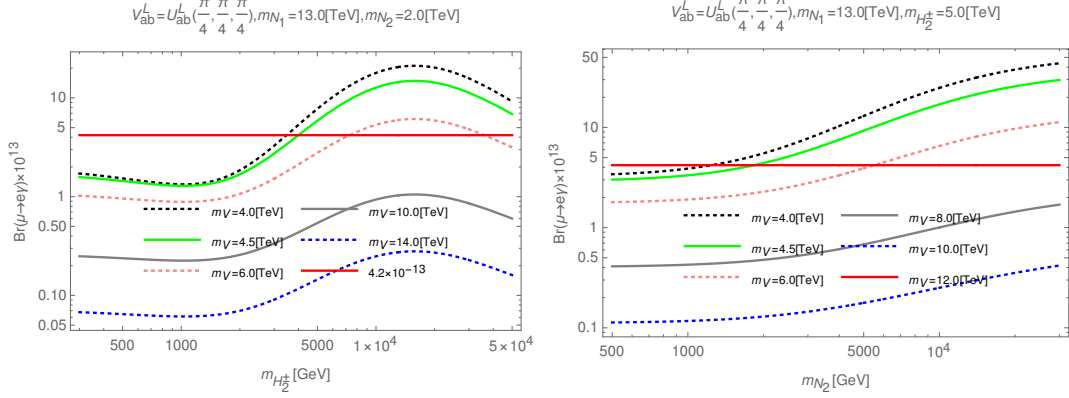 V^L_ab=U^L_ab(π/4,π/4,π/4),m_N1=13.0[TeV],m_N2=2.0[TeV]
Br(μ→eγ)×10^13
10
5
1
0.50
0.10
0.05
m_V=4.0[TeV]
m_V=10.0[TeV]
m_V=4.5[TeV]
m_V=14.0[TeV]
m_V=6.0[TeV]
4.2×10^-13
500
1000
5000
1×10^4
5×10^4
m_H2^±[GeV]
V^L_ab=U^L_ab(π/4,π/4,π/4),m_N1=13.0[TeV],m_H2^±=5.0[TeV]
Br(μ→eγ)×10^13
50
10
5
1
0.5
0.1
m_V=4.0[TeV]
m_V=8.0[TeV]
m_V=4.5[TeV]
m_V=10.0[TeV]
m_V=6.0[TeV]
m_V=12.0[TeV]
500
1000
5000
10^4
m_N2[GeV]